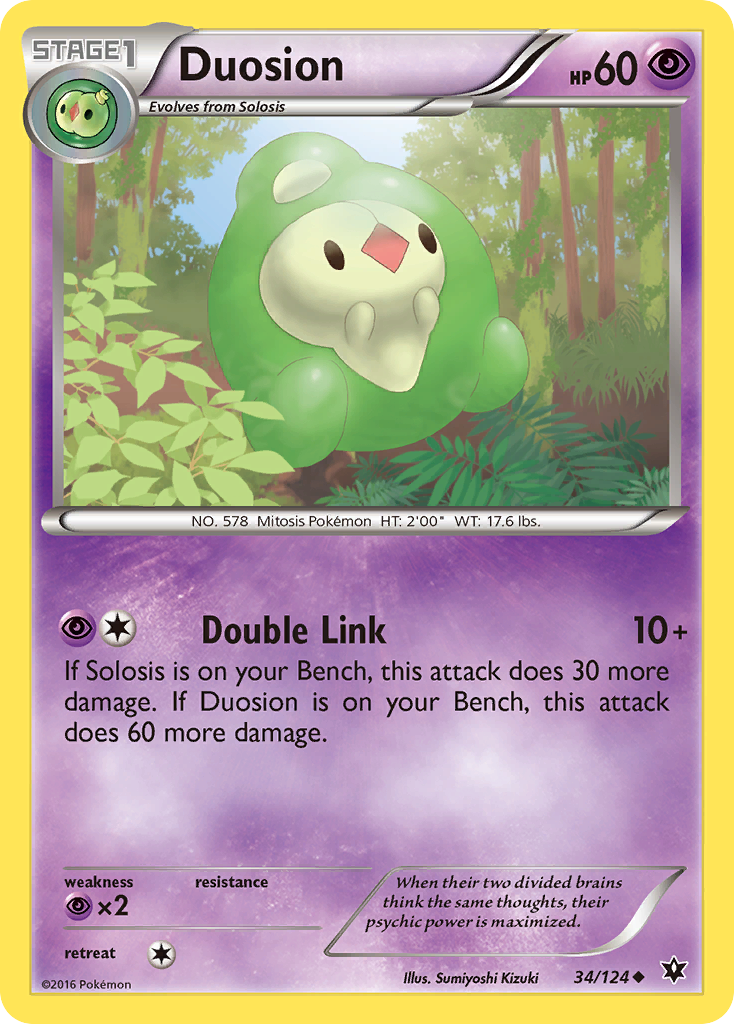 STAGE1
Duosion
HP60
Evolves from Solosis
NO. 578 Mitosis Pokémon HT: 2'00" WT: 17.6 lbs.
Double Link 10+
If Solosis is on your Bench, this attack does 30 more
damage. If Duosion is on your Bench, this attack
does 60 more damage.
weakness resistance
×2
When their two divided brains
think the same thoughts, their
psychic power is maximized.
retreat
©2016 Pokémon
Illus. Sumiyoshi Kizuki 34/124